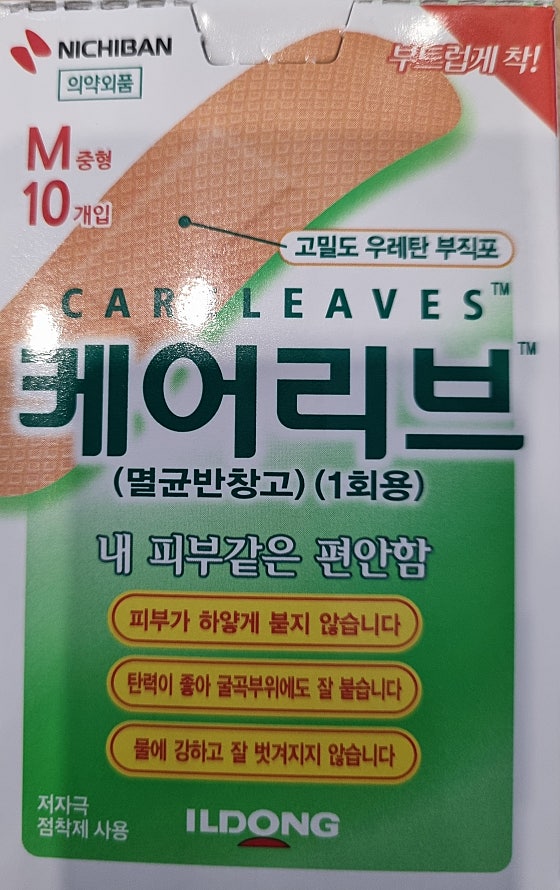 NICHIBAN
의약외품
부드럽게 착!
M 중형
10 개입
고밀도 우레탄 부직포
CARELEAVES™
케어리브™
(멸균반창고) (1회용)
내 피부같은 편안함
피부가 하얗게 붇지 않습니다
탄력이 좋아 굴곡부위에도 잘 붙습니다
물에 강하고 잘 벗겨지지 않습니다
저자극
점착제 사용
ILDONG